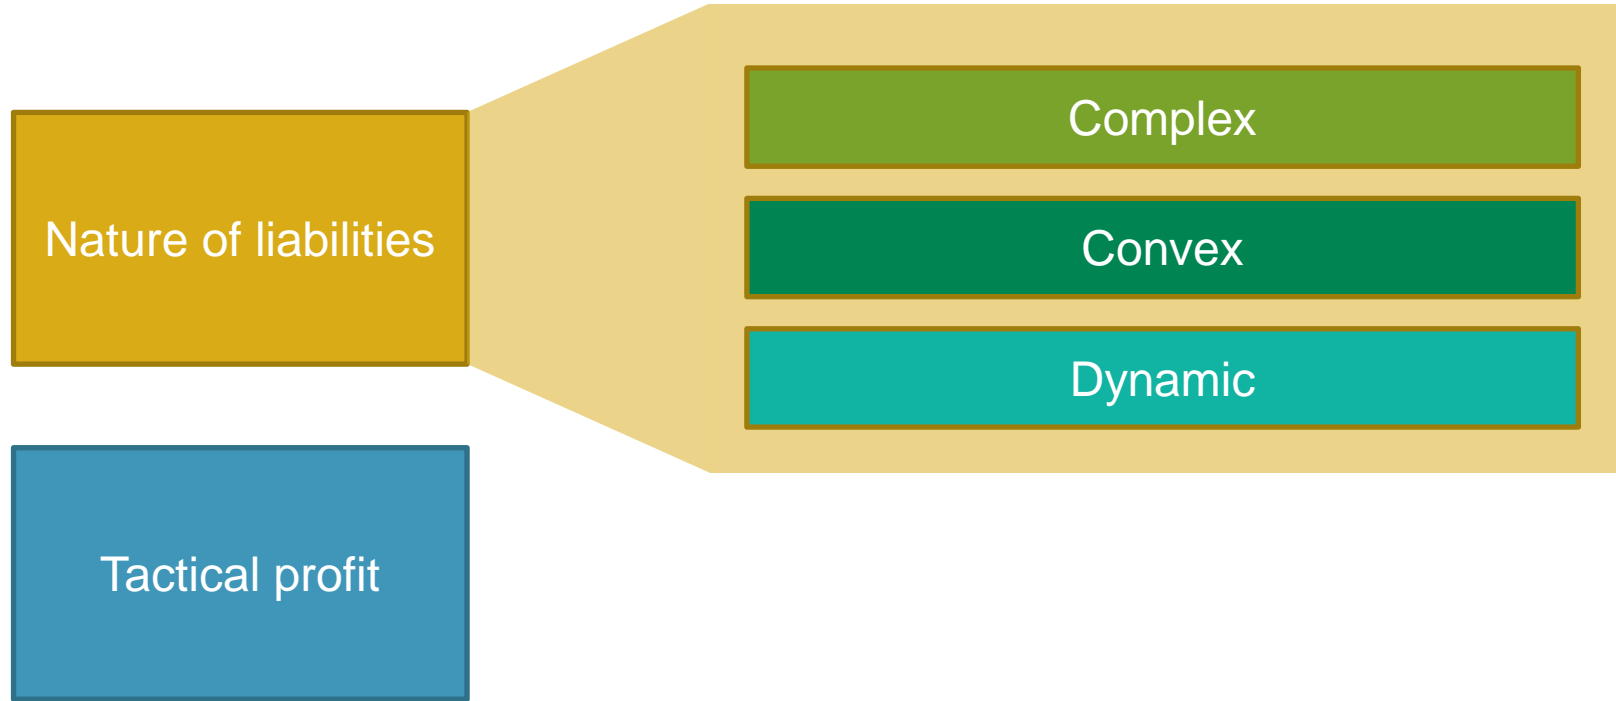 Nature of liabilities
Complex
Convex
Dynamic
Tactical profit